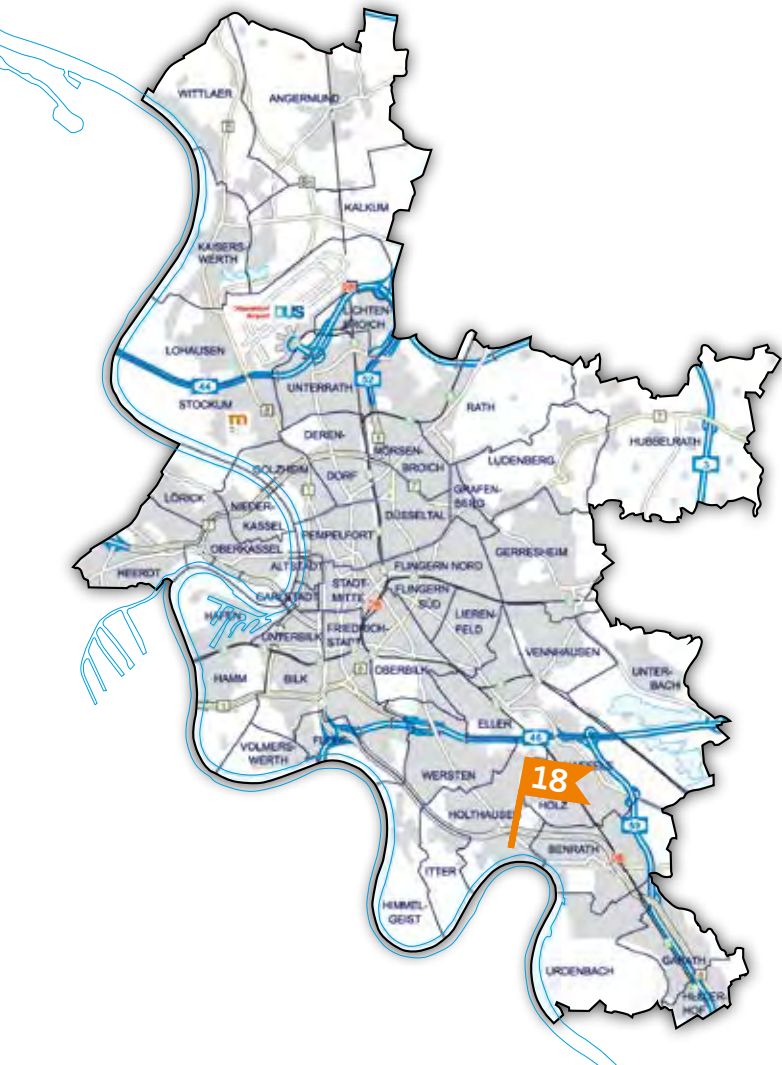 WITTLAER
ANGERMUND
KALKUM
KAISERS-
WERTH
DUS
LICHTEN-
BROICH
LOHAUSEN
44
52
UNTERRATH
STOCKUM
RATH
HUBBELRATH
DEREN-
DORF
MÖRSEN-
BROICH
LUDENBERG
3
GOLZHEIM
GRAFEN-
BERG
LÖRICK
NIEDER-
KASSEL
DÜSSELTAL
PEMPELFORT
OBERKASSEL
GERRESHEIM
ALTSTADT
HEERDT
FLINGERN NORD
STADT-
MITTE
FLINGERN
SÜD
CARLSTADT
HAFEN
LIEREN-
FELD
UNTERBILK
FRIEDRICH-
STADT
VENNHAUSEN
OBERBILK
UNTER-
BACH
HAMM
BILK
ELLER
46
VOLMERS-
WERTH
WERSTEN
18
HOLZ
HOLTHAUSEN
BENRATH
ITTER
HIMMEL-
GEIST
URDENBACH
GARATH
HELLER-
HOF